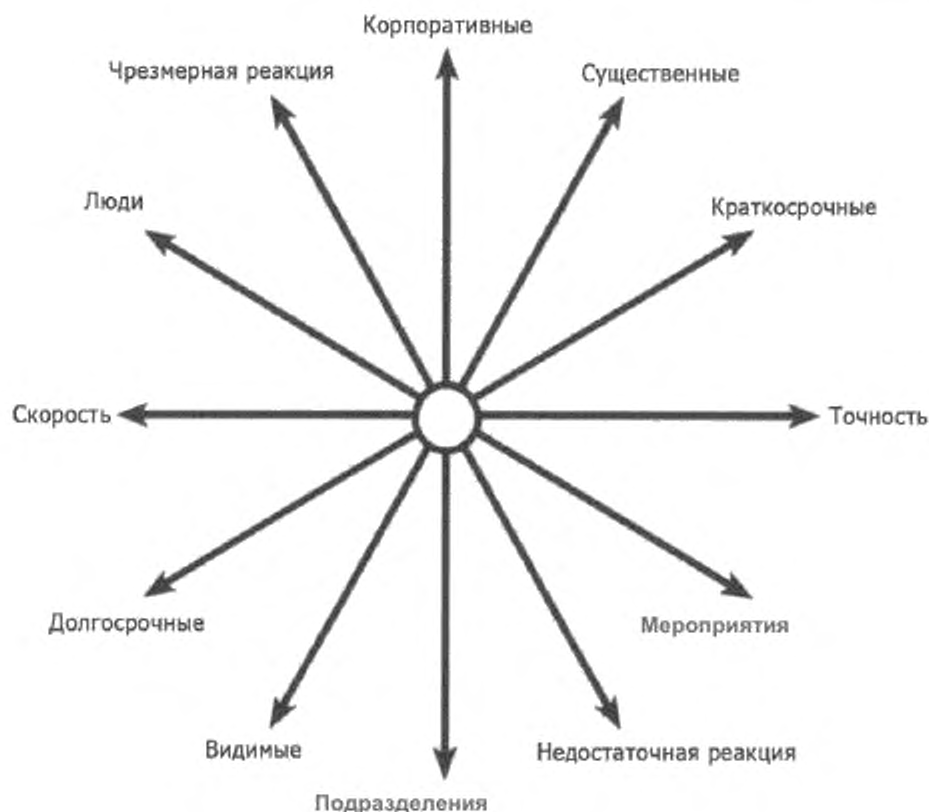 Корпоративные
Чрезмерная реакция
Существенные
Люди
Краткосрочные
Скорость
Точность
Долгосрочные
Мероприятия
Видимые
Недостаточная реакция
Подразделения